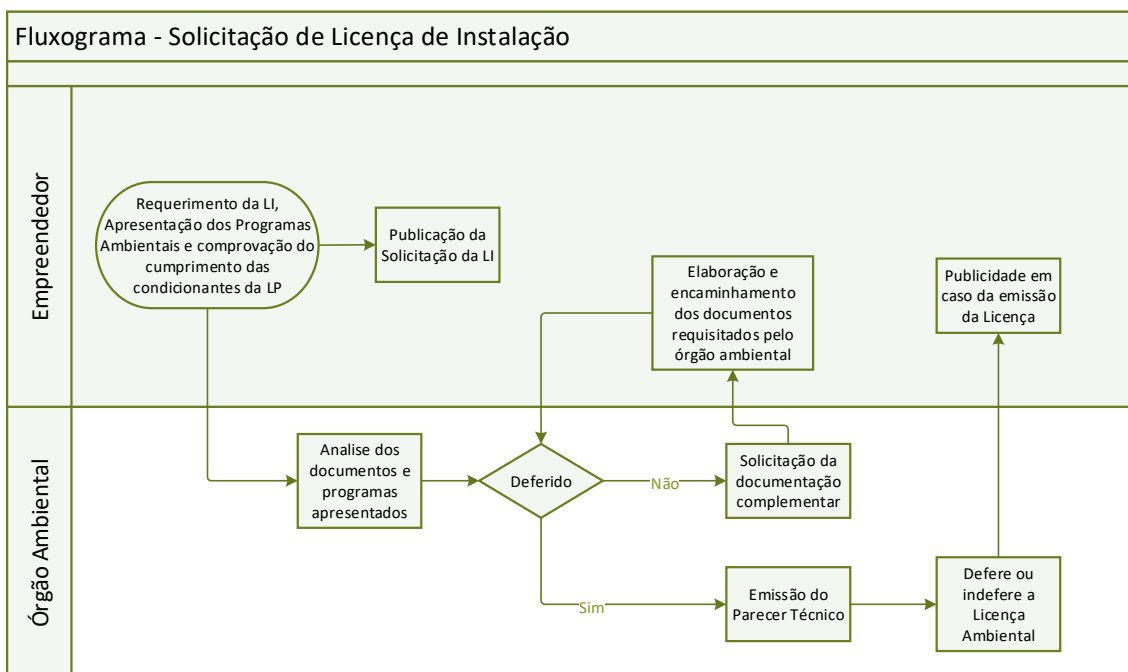 Fluxograma - Solicitação de Licença de Instalação
Empreendedor
Requerimento da LI,
Apresentação dos Programas
Ambientais e comprovação do
cumprimento das
condicionantes da LP
Publicação da
Solicitação da LI
Elaboração e
encaminhamento
dos documentos
requisitados pelo
órgão ambiental
Publicidade em
caso da emissão
da Licença
Órgão Ambiental
Analise dos
documentos e
programas
apresentados
Deferido
Não
Solicitação da
documentação
complementar
Sim
Emissão do
Parecer Técnico
Defere ou
indefere a
Licença
Ambiental